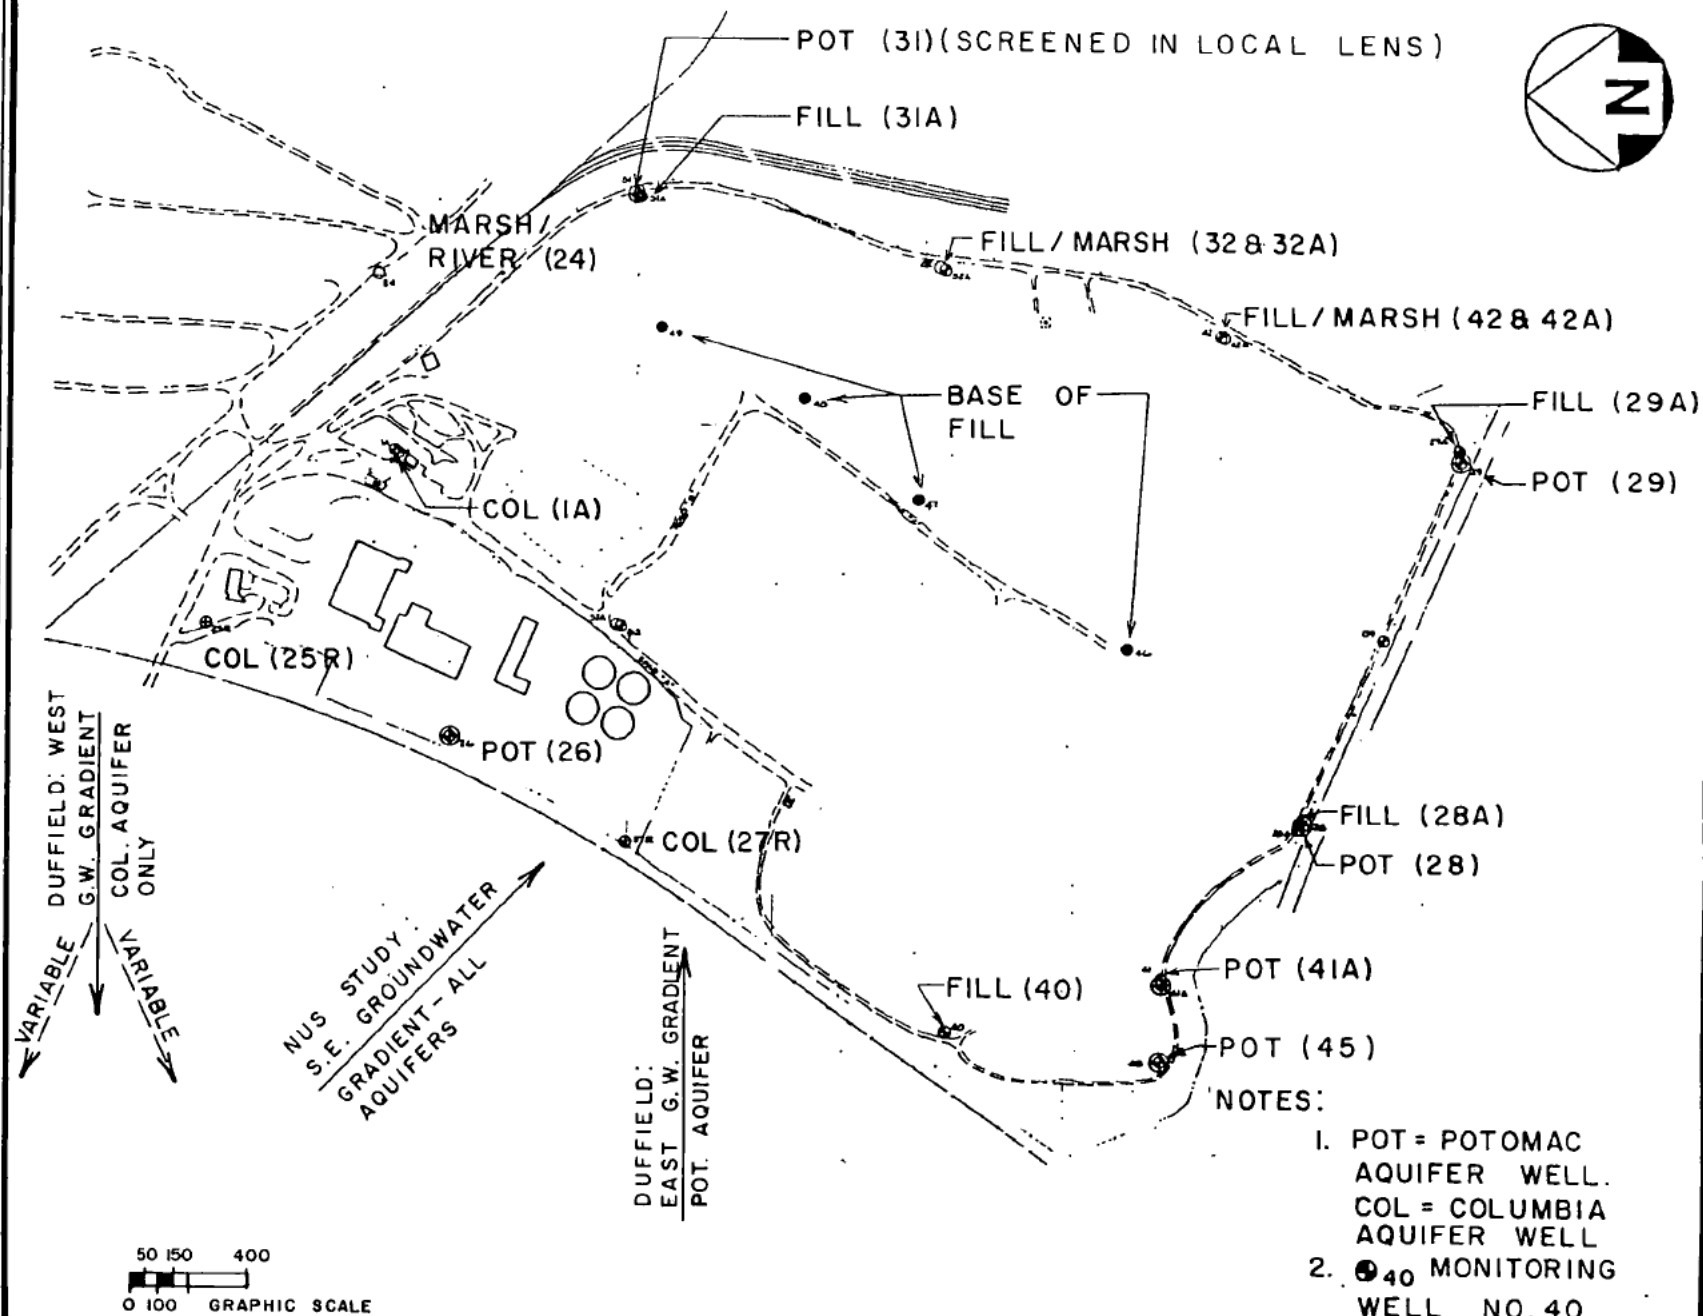 POT (31)(SCREENED IN LOCAL LENS)
FILL (31A)
N
MARSH/
RIVER (24)
FILL/MARSH (32 & 32A)
FILL/MARSH (42 & 42A)
BASE OF
FILL
FILL (29A)
POT (29)
COL (1A)
COL (25R)
POT (26)
COL (27R)
FILL (28A)
POT (28)
POT (41A)
FILL (40)
POT (45)
DUFFIELD: WEST
G.W. GRADIENT
COL. AQUIFER
ONLY
VARIABLE
VARIABLE
NUS STUDY:
S.E. GROUNDWATER
GRADIENT - ALL
AQUIFERS
DUFFIELD:
EAST G.W. GRADIENT
POT. AQUIFER
NOTES:
1. POT = POTOMAC
AQUIFER WELL.
COL = COLUMBIA
AQUIFER WELL
2. 40 MONITORING
WELL NO. 40
50 150 400
0 100 GRAPHIC SCALE